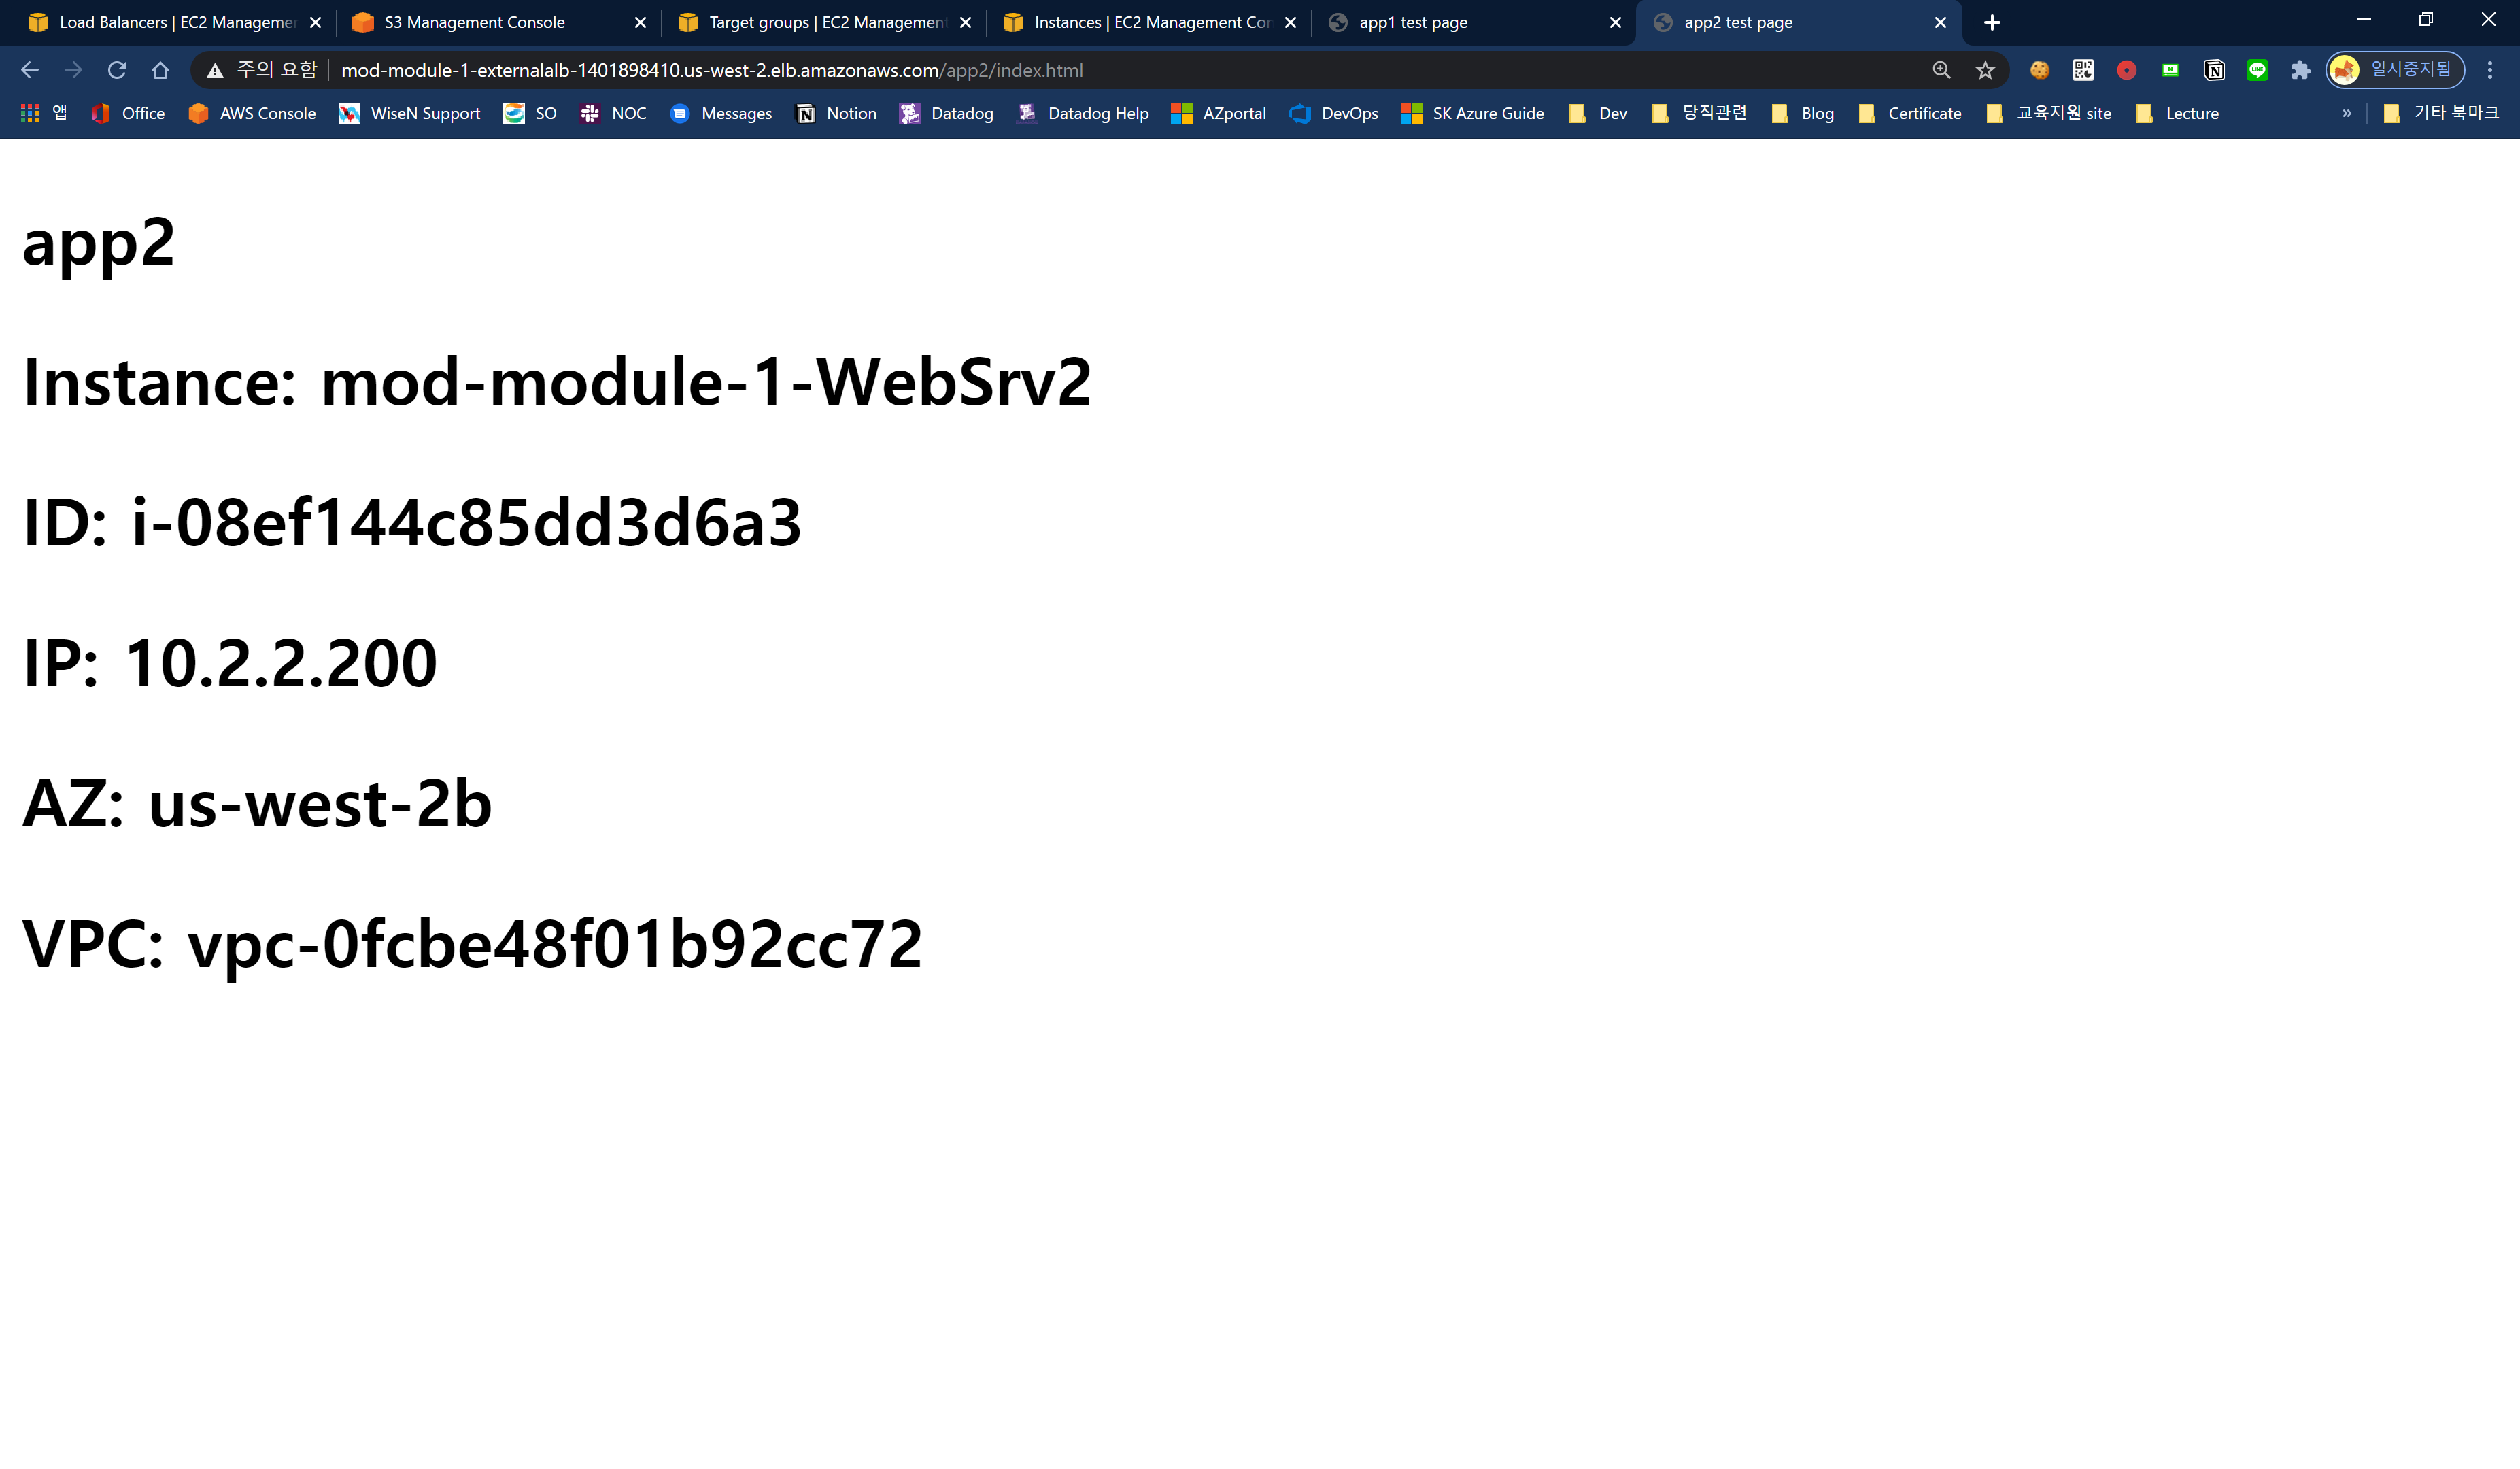 Load Balancers | EC2 Managemen
S3 Management Console
Target groups | EC2 Management
Instances | EC2 Management Con
app1 test page
app2 test page
주의 요함
mod-module-1-externalalb-1401898410.us-west-2.elb.amazonaws.com/app2/index.html
일시중지됨
앱
Office
AWS Console
WiseN Support
SO
NOC
Messages
Notion
Datadog
Datadog Help
AZportal
DevOps
SK Azure Guide
Dev
당직관련
Blog
Certificate
교육지원 site
Lecture
»
기타 북마크
app2
Instance: mod-module-1-WebSrv2
ID: i-08ef144c85dd3d6a3
IP: 10.2.2.200
AZ: us-west-2b
VPC: vpc-0fcbe48f01b92cc72